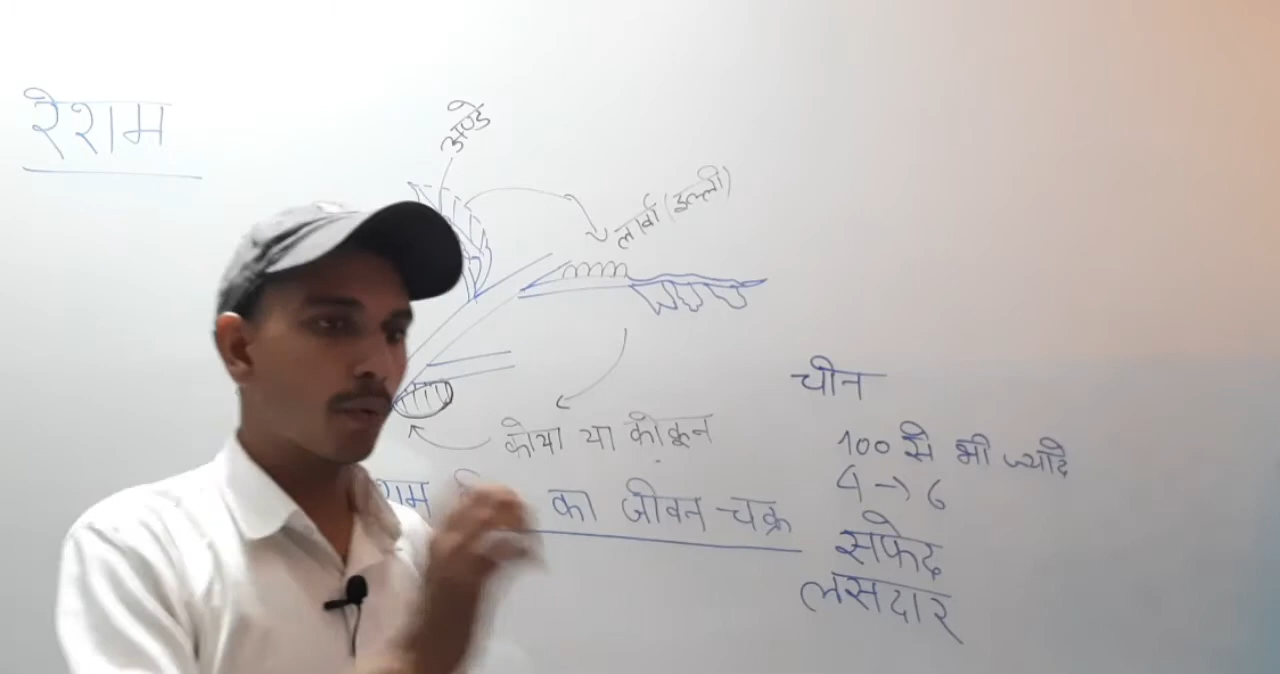 रेशम
अण्डे
लार्वा (इल्ली)
कोया या कोकून
का जीवन चक्र
चीन
100 से भी ज्यादे
4 → 6
सफेद
लसदार